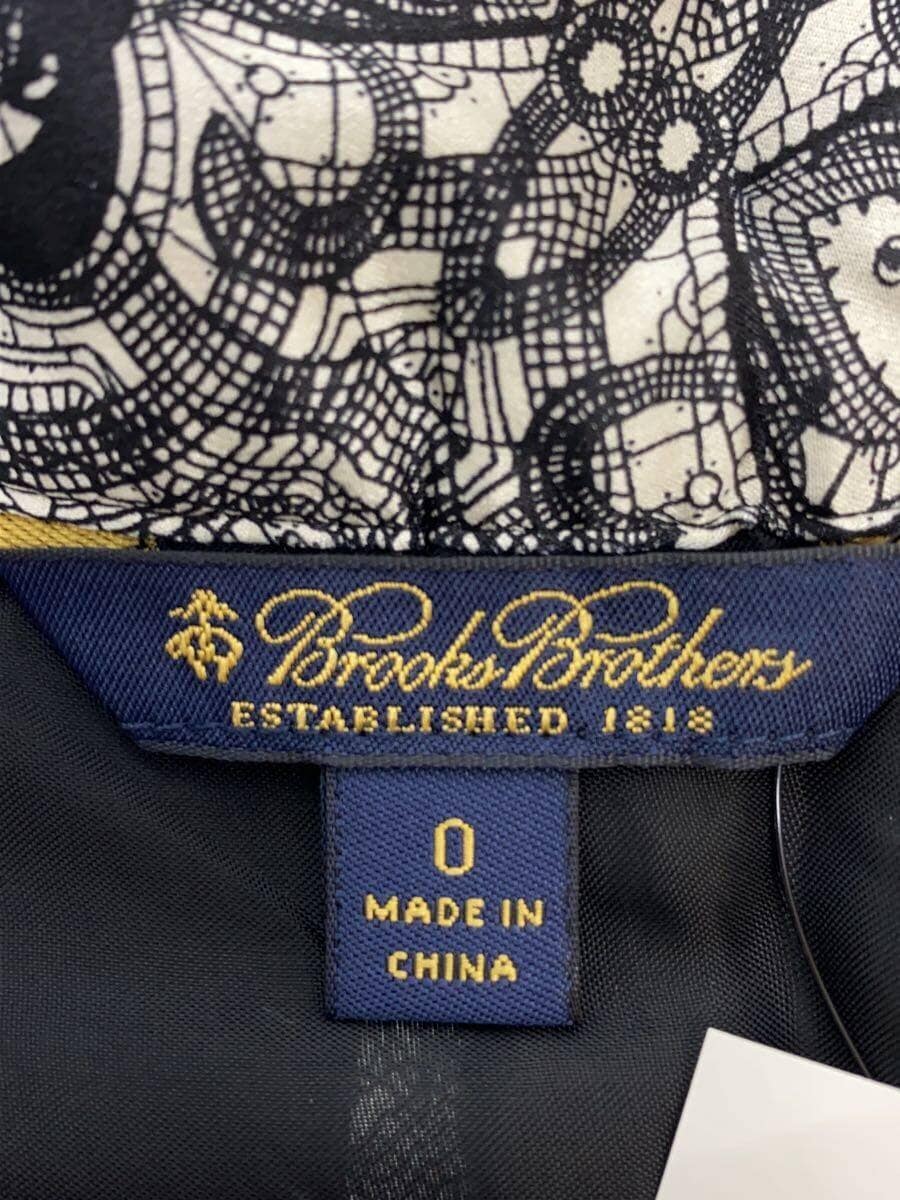 Brooks Brothers
ESTABLISHED 1818
0
MADE IN
CHINA